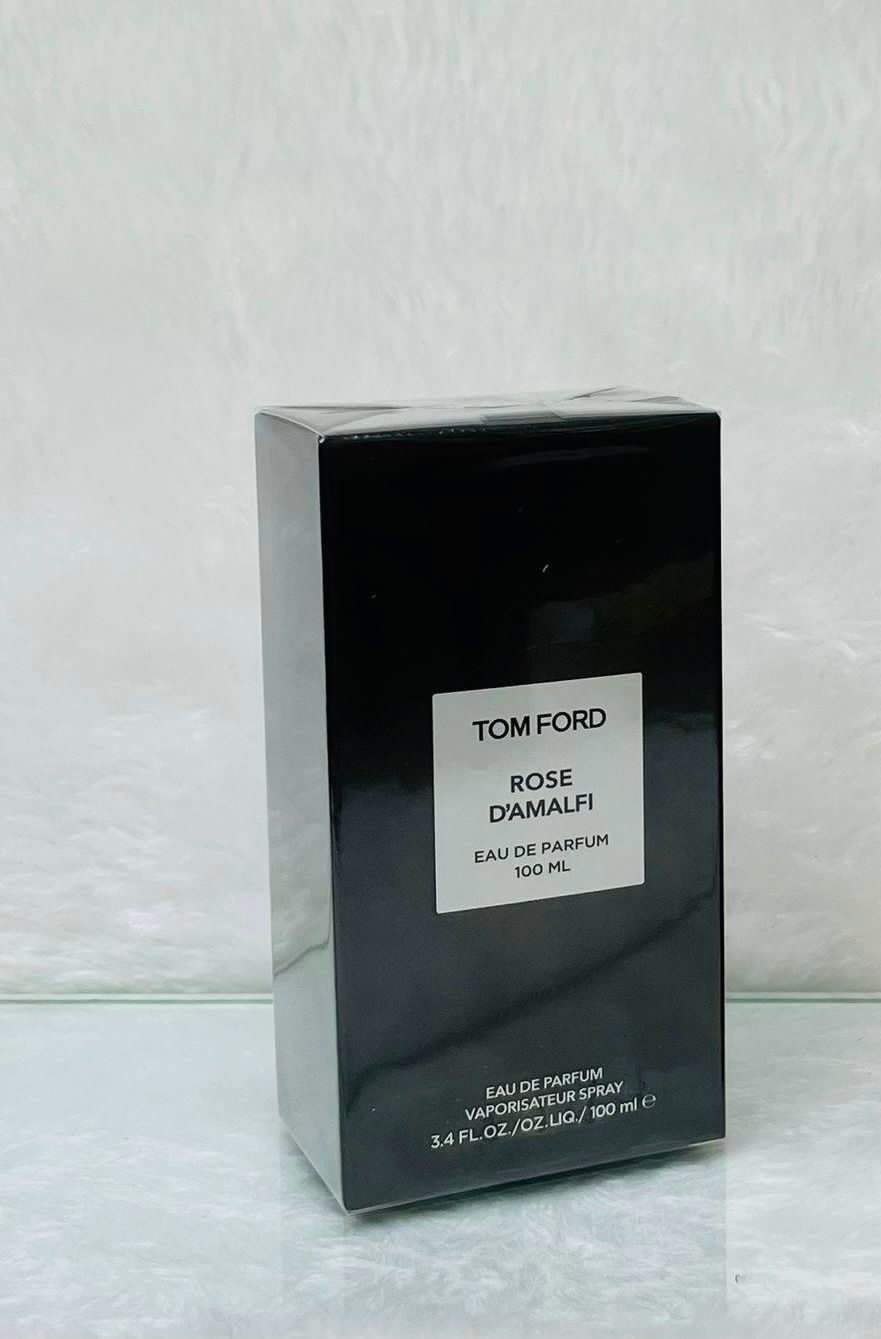 TOM FORD
ROSE
D'AMALFI
EAU DE PARFUM
100 ML
EAU DE PARFUM
VAPORISATEUR SPRAY
3.4 FL.OZ./OZ.LIQ./ 100 ml ℮